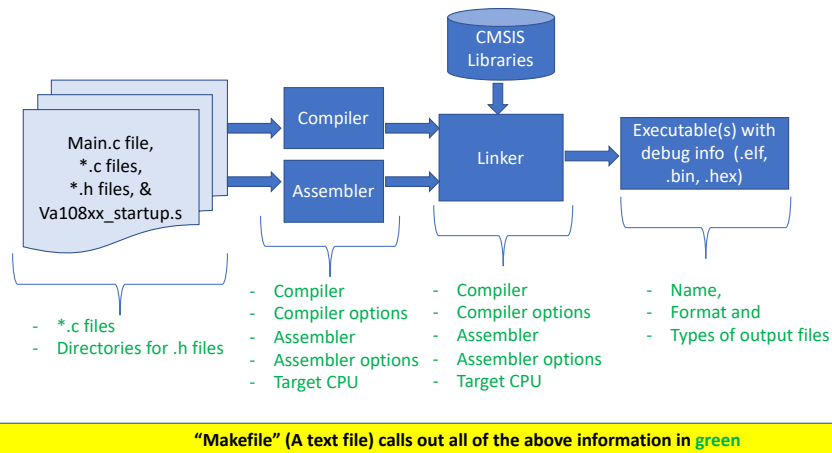 CMSIS
Libraries
Main.c file,
*.c files,
*.h files, &
Va108xx_startup.s
Compiler
Assembler
Linker
Executable(s) with
debug info (.elf,
.bin, .hex)
- *.c files
- Directories for .h files
- Compiler
- Compiler options
- Assembler
- Assembler options
- Target CPU
- Compiler
- Compiler options
- Assembler
- Assembler options
- Target CPU
- Name,
- Format and
- Types of output files
“Makefile” (A text file) calls out all of the above information in green